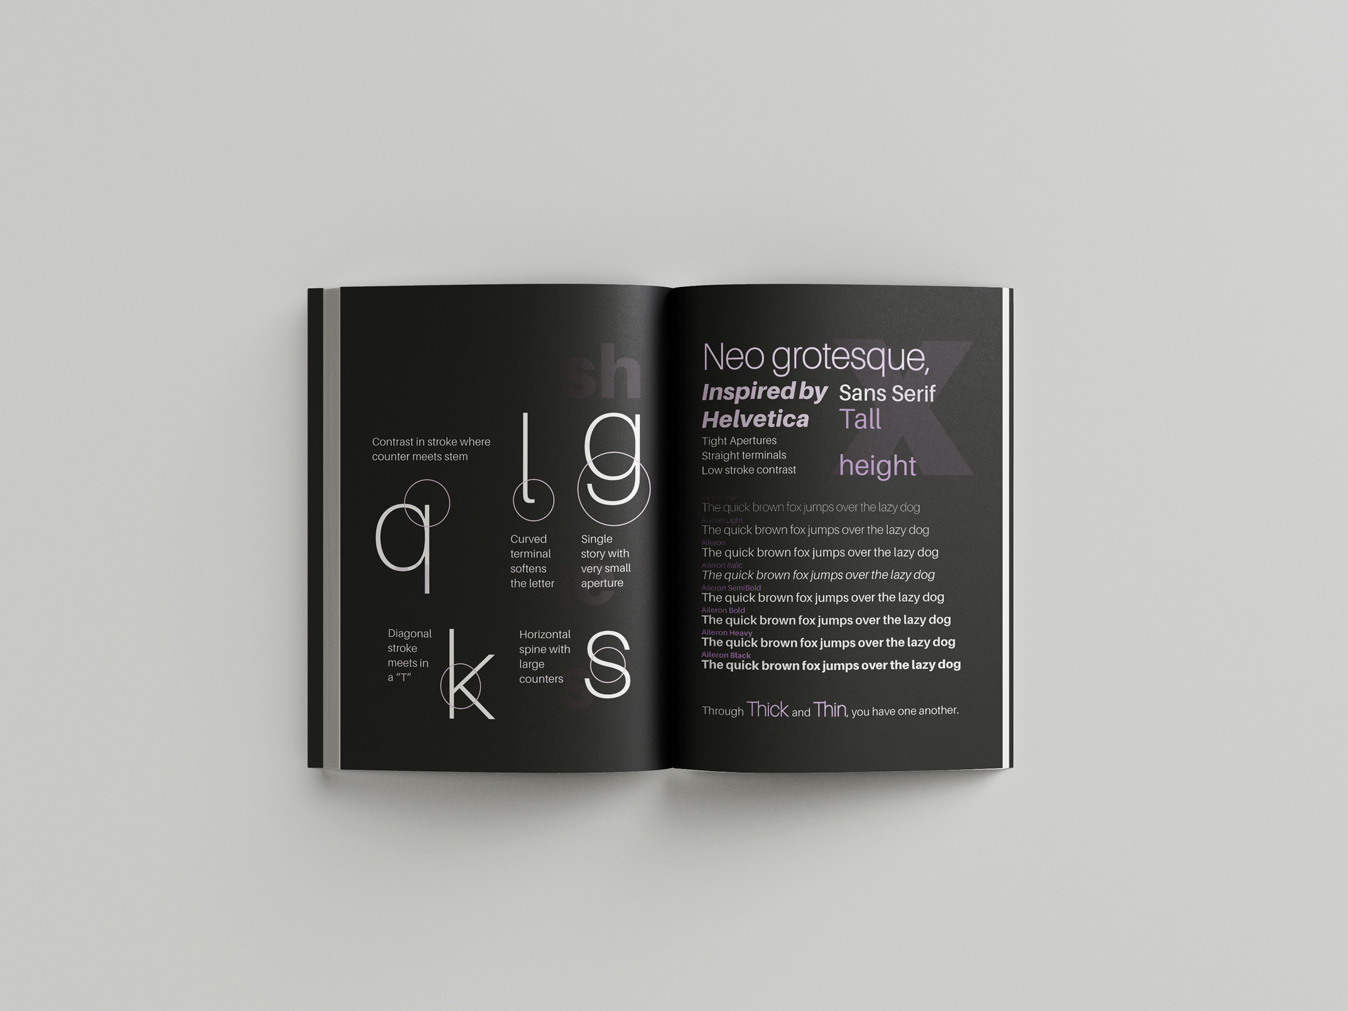 sh
Contrast in stroke where
counter meets stem
q
l
g
Curved
terminal
softens
the letter
Single
story with
very small
aperture
Diagonal
stroke
meets in
a "T"
k
Horizontal
spine with
large
counters
s
Neo grotesque,
Inspired by
Helvetica
Tight Apertures
Straight terminals
Low stroke contrast
Sans Serif
Tall
x
height
The quick brown fox jumps over the lazy dog
The quick brown fox jumps over the lazy dog
Aileron
The quick brown fox jumps over the lazy dog
Aileron Italic
The quick brown fox jumps over the lazy dog
Aileron SemiBold
The quick brown fox jumps over the lazy dog
Aileron Bold
The quick brown fox jumps over the lazy dog
Aileron Heavy
The quick brown fox jumps over the lazy dog
Aileron Black
The quick brown fox jumps over the lazy dog
Through Thick and Thin, you have one another.